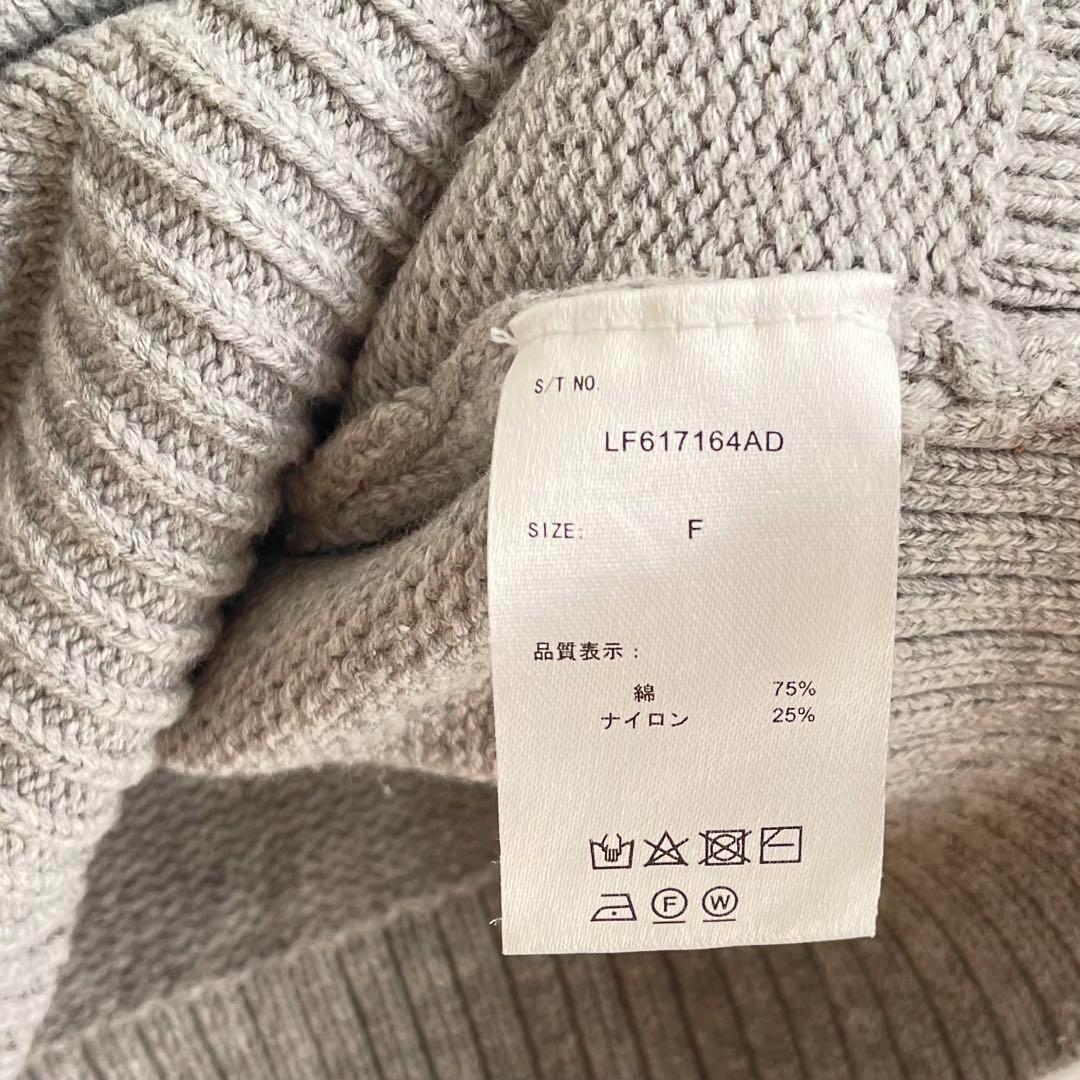 S/T NO.
LF617164AD
SIZE: F
品質表示：
綿 75%
ナイロン 25%
F W